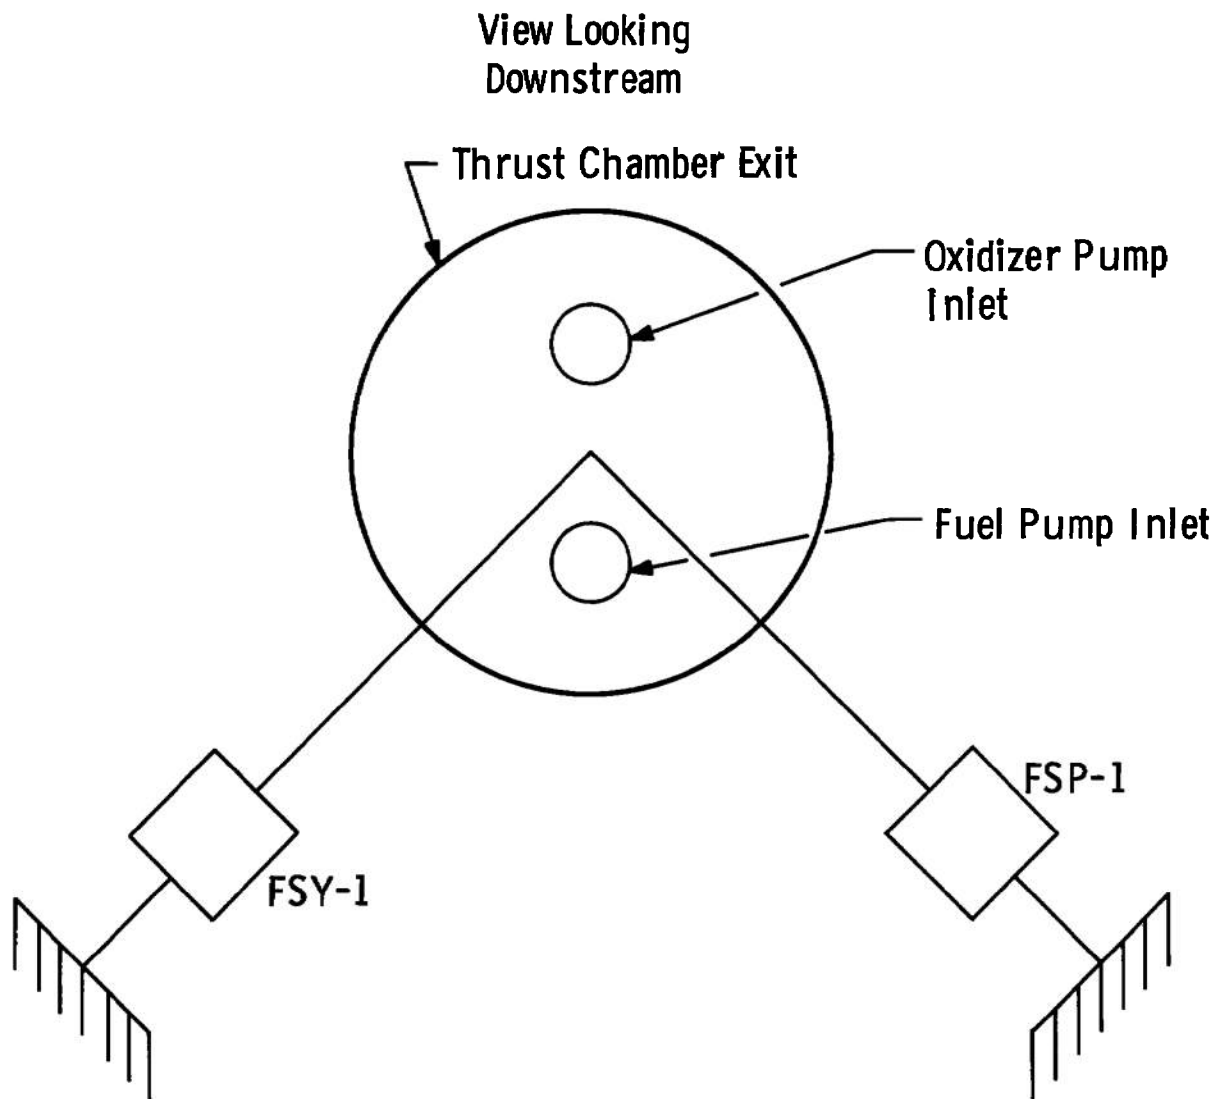 View Looking
Downstream
Thrust Chamber Exit
Oxidizer Pump
Inlet
Fuel Pump Inlet
FSP-1
FSY-1